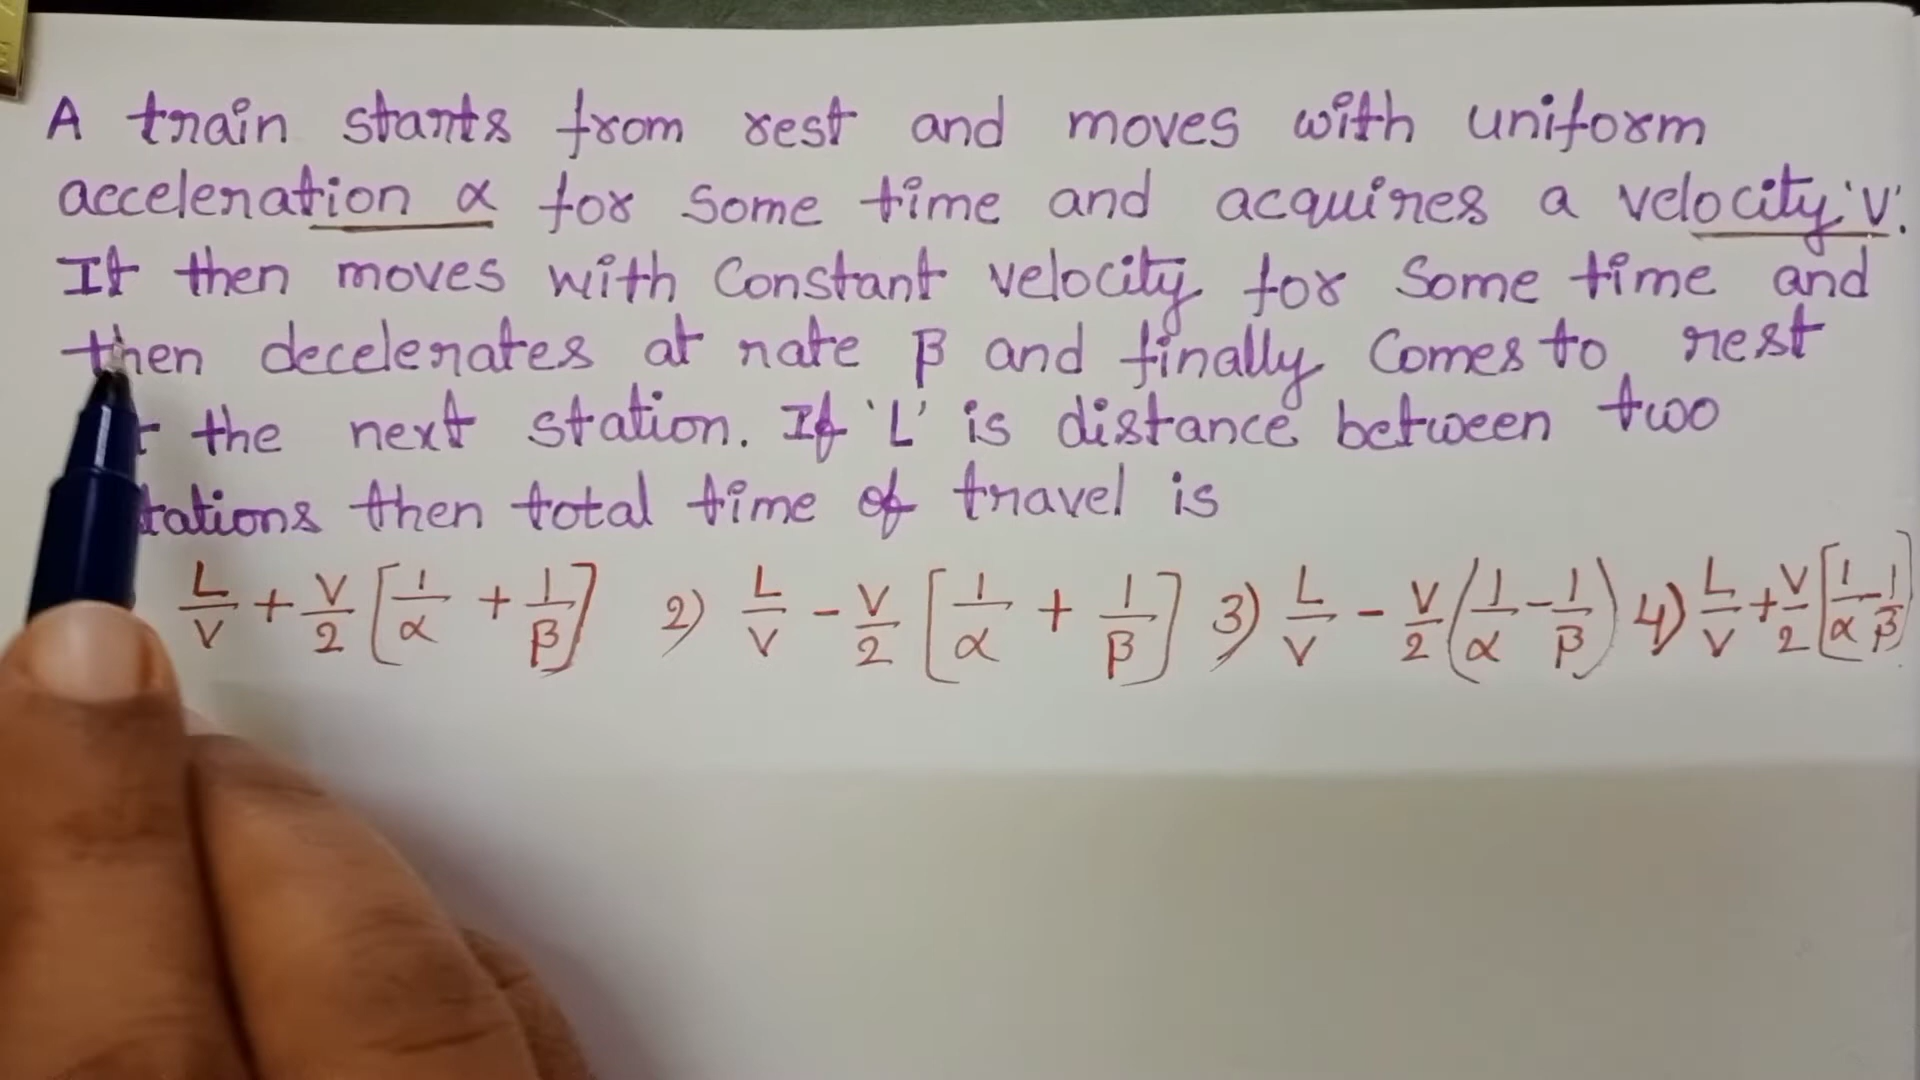 A train starts from rest and moves with uniform
acceleration α for some time and acquires a velocity 'V'.
It then moves with constant velocity for some time and
then decelerates at rate β and finally comes to rest
the next station. If 'L' is distance between two
then total time of travel is
L/V + V/2 [1/α + 1/β] 2) L/V - V/2 [1/α + 1/β] 3) L/V - V/2 (1/α - 1/β) 4) L/V + V/2 [1/α - 1/β]